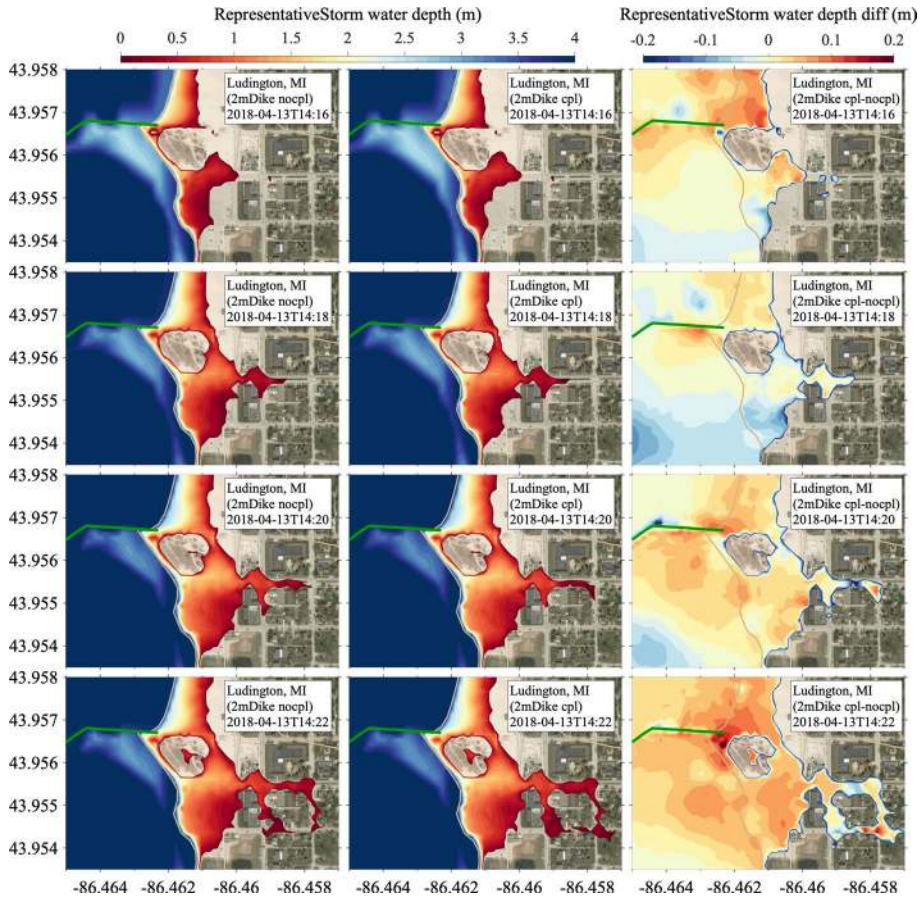 RepresentativeStorm water depth (m)
RepresentativeStorm water depth diff (m)
0 0.5 1 1.5 2 2.5 3 3.5 4
-0.2 -0.1 0 0.1 0.2
43.958
43.957
43.956
43.955
43.954
Ludington, MI
(2mDike nocpl)
2018-04-13T14:16
Ludington, MI
(2mDike cpl)
2018-04-13T14:16
Ludington, MI
(2mDike cpl-nocpl)
2018-04-13T14:16
43.958
43.957
43.956
43.955
43.954
Ludington, MI
(2mDike nocpl)
2018-04-13T14:18
Ludington, MI
(2mDike cpl)
2018-04-13T14:18
Ludington, MI
(2mDike cpl-nocpl)
2018-04-13T14:18
43.958
43.957
43.956
43.955
43.954
Ludington, MI
(2mDike nocpl)
2018-04-13T14:20
Ludington, MI
(2mDike cpl)
2018-04-13T14:20
Ludington, MI
(2mDike cpl-nocpl)
2018-04-13T14:20
43.958
43.957
43.956
43.955
43.954
Ludington, MI
(2mDike nocpl)
2018-04-13T14:22
Ludington, MI
(2mDike cpl)
2018-04-13T14:22
Ludington, MI
(2mDike cpl-nocpl)
2018-04-13T14:22
-86.464 -86.462 -86.46 -86.458
-86.464 -86.462 -86.46 -86.458
-86.464 -86.462 -86.46 -86.458